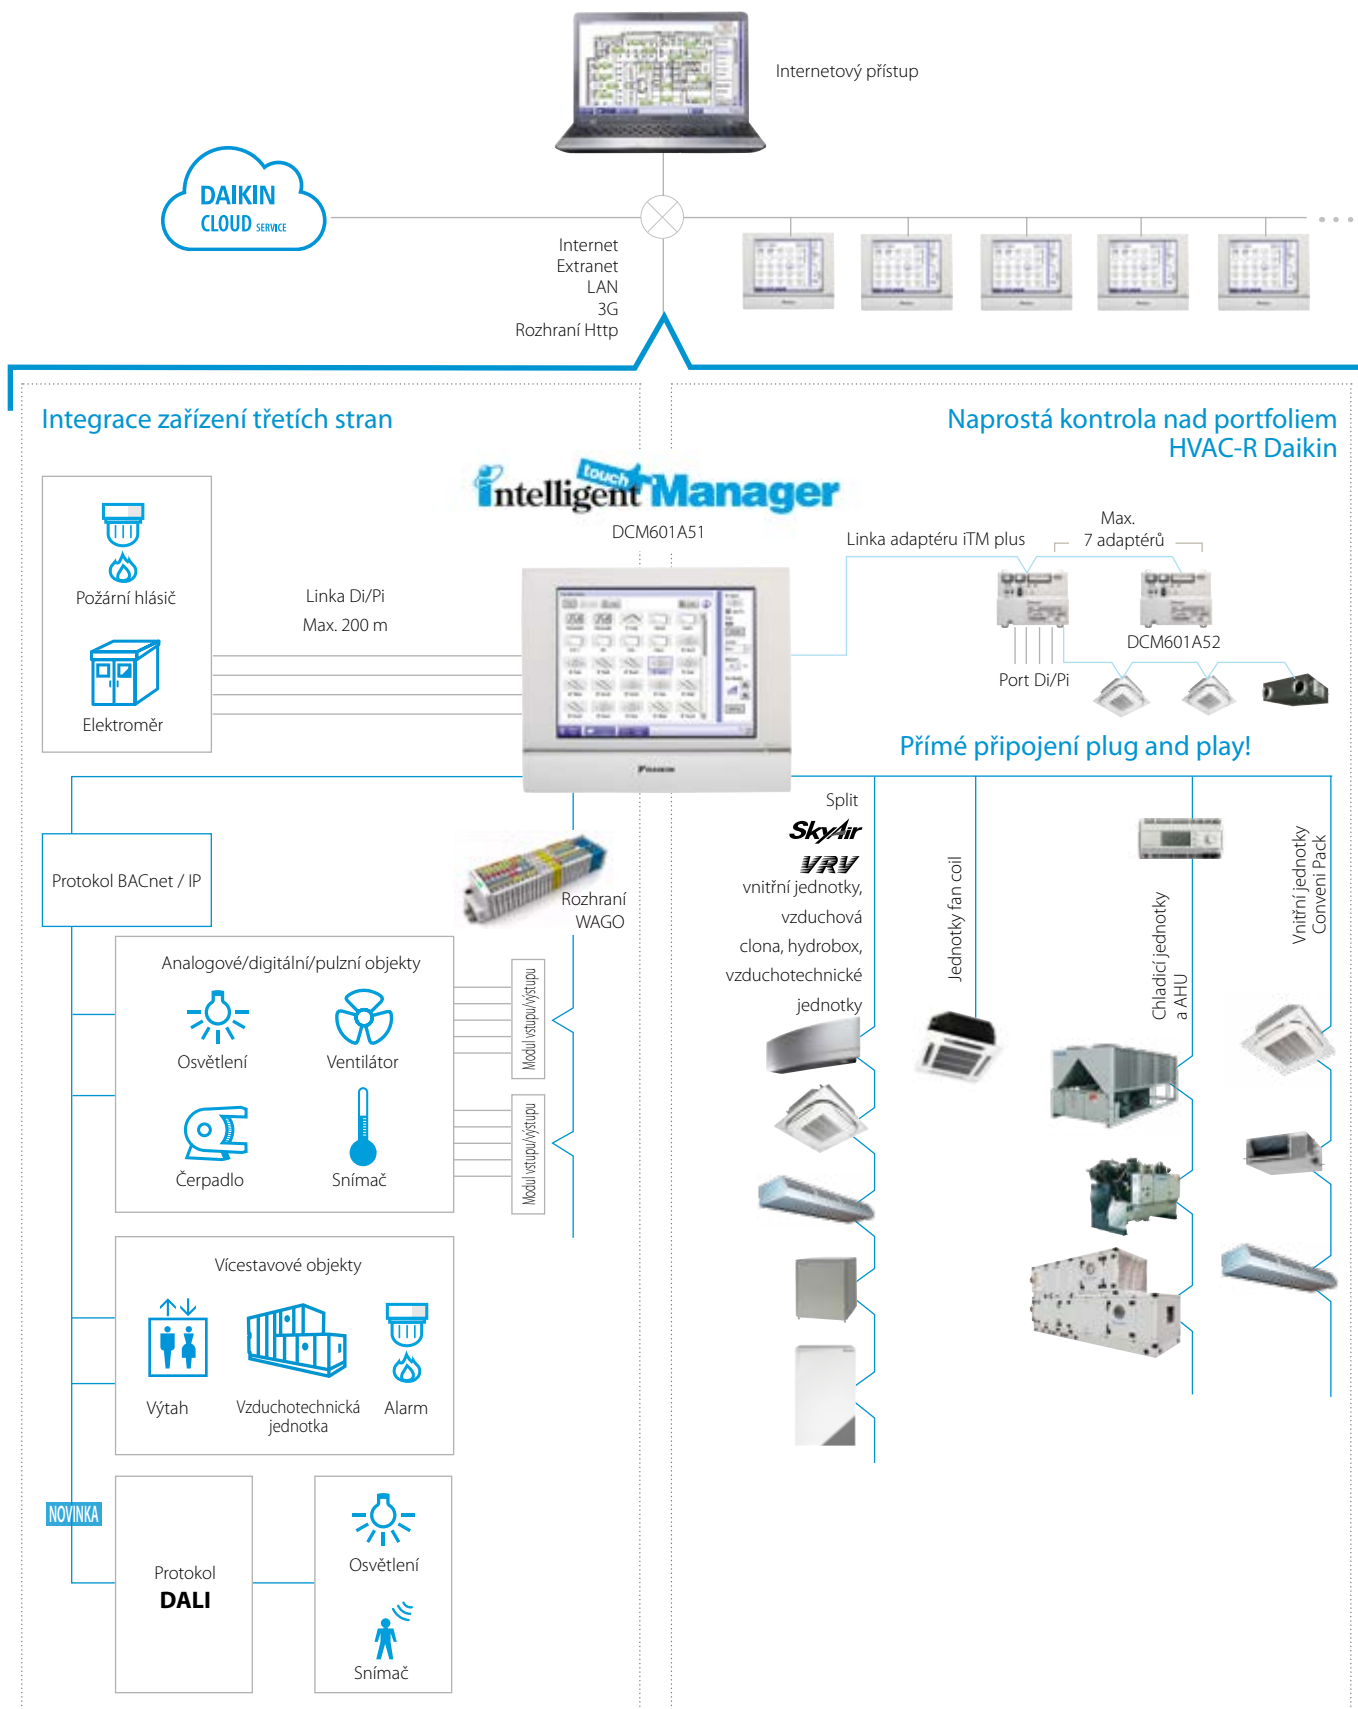 Internetový přístup
DAIKIN
CLOUD SERVICE
Internet
Extranet
LAN
3G
Rozhraní Http
Integrace zařízení třetích stran
Naprostá kontrola nad portfoliem
HVAC-R Daikin
intelligent touch Manager
DCM601A51
Požární hlásič
Elektroměr
Linka Di/Pi
Max. 200 m
Linka adaptéru iTM plus
Max.
7 adaptérů
DCM601A52
Port Di/Pi
DAIKIN
Přímé připojení plug and play!
Protokol BACnet / IP
Rozhraní
WAGO
Split
SkyAir
VRV
vnitřní jednotky,
vzduchová
clona, hydrobox,
vzduchotechnické
jednotky
Jednotky fan coil
Chladicí jednotky
a AHU
Vnitřní jednotky
Conveni Pack
Analogové/digitální/pulzní objekty
Osvětlení
Ventilátor
Čerpadlo
Snímač
Modul vstupu/výstupu
Modul vstupu/výstupu
Vícestavové objekty
Výtah
Vzduchotechnická
jednotka
Alarm
NOVINKA
Protokol
DALI
Osvětlení
Snímač